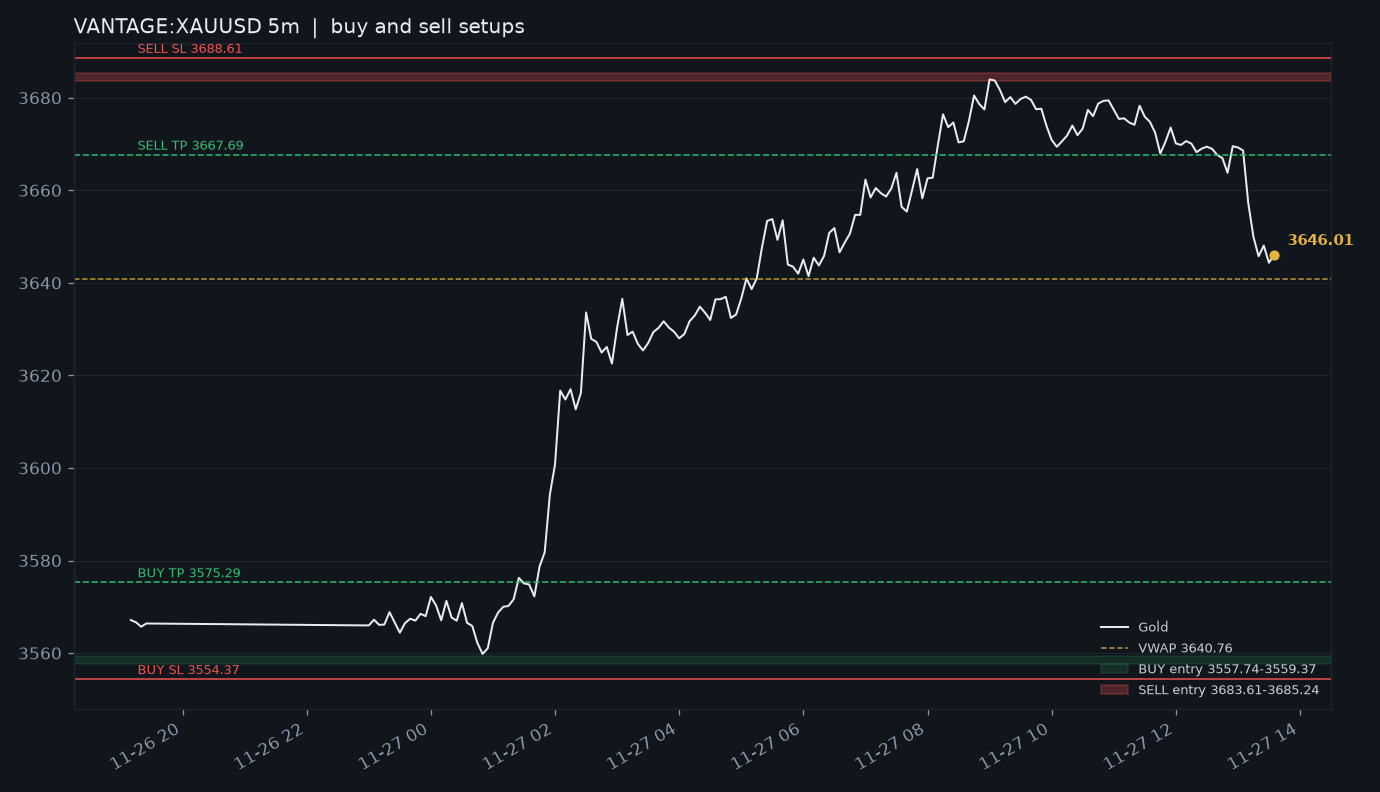 VANTAGE:XAUUSD 5m | buy and sell setups
SELL SL 3688.61
3680
SELL TP 3667.69
3660
3646.01
3640
3620
3600
3580
BUY TP 3575.29
3560
BUY SL 3554.37
Gold
VWAP 3640.76
BUY entry 3557.74-3559.37
SELL entry 3683.61-3685.24
11-26 20
11-26 22
11-27 00
11-27 02
11-27 04
11-27 06
11-27 08
11-27 10
11-27 12
11-27 14